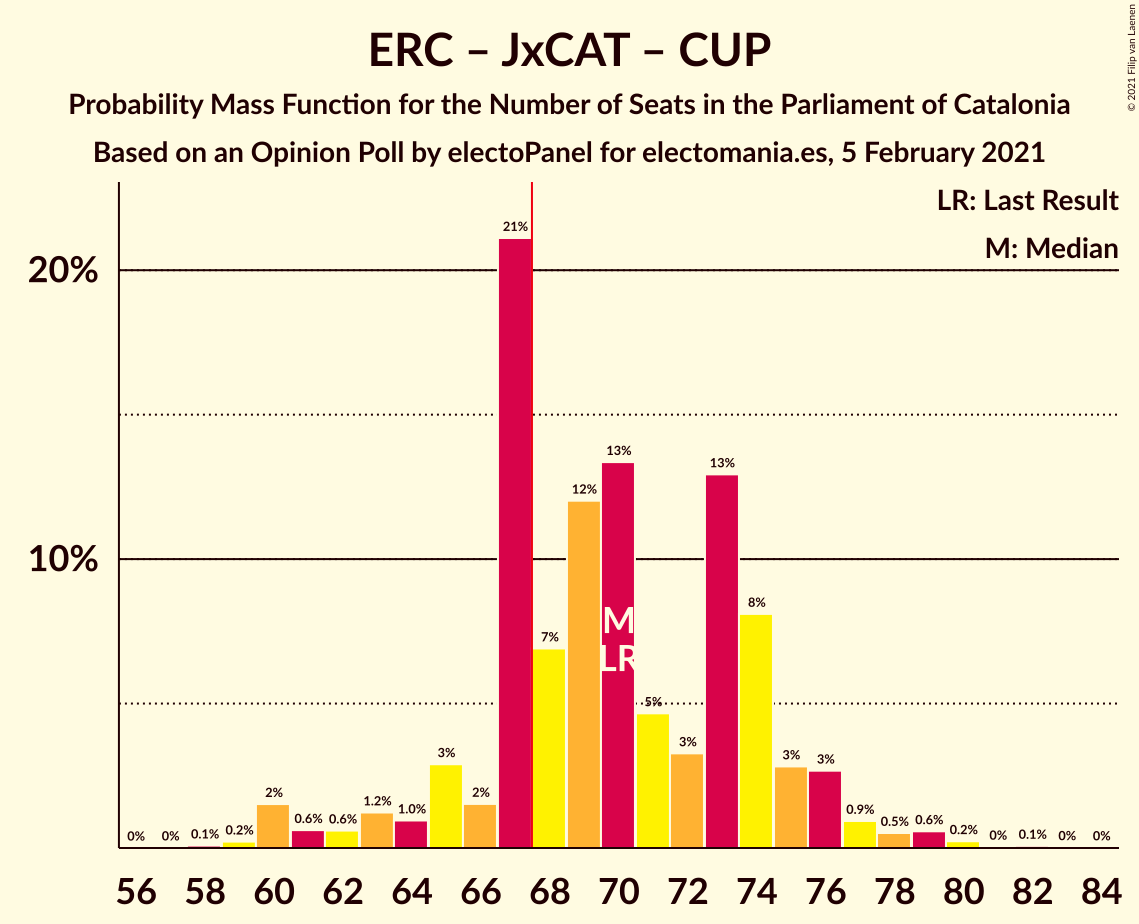 ERC – JxCAT – CUP
Probability Mass Function for the Number of Seats in the Parliament of Catalonia
Based on an Opinion Poll by electoPanel for electomania.es, 5 February 2021
© 2021 Filip van Laenen
LR: Last Result
M: Median
20%
10%
0% 0% 0.1% 0.2% 2% 0.6% 0.6% 1.2% 1.0% 3% 2% 21% 7% 12% 13% 5% 3% 13% 8% 3% 3% 0.9% 0.5% 0.6% 0.2% 0% 0.1% 0% 0%
M
LR
56 58 60 62 64 66 68 70 72 74 76 78 80 82 84